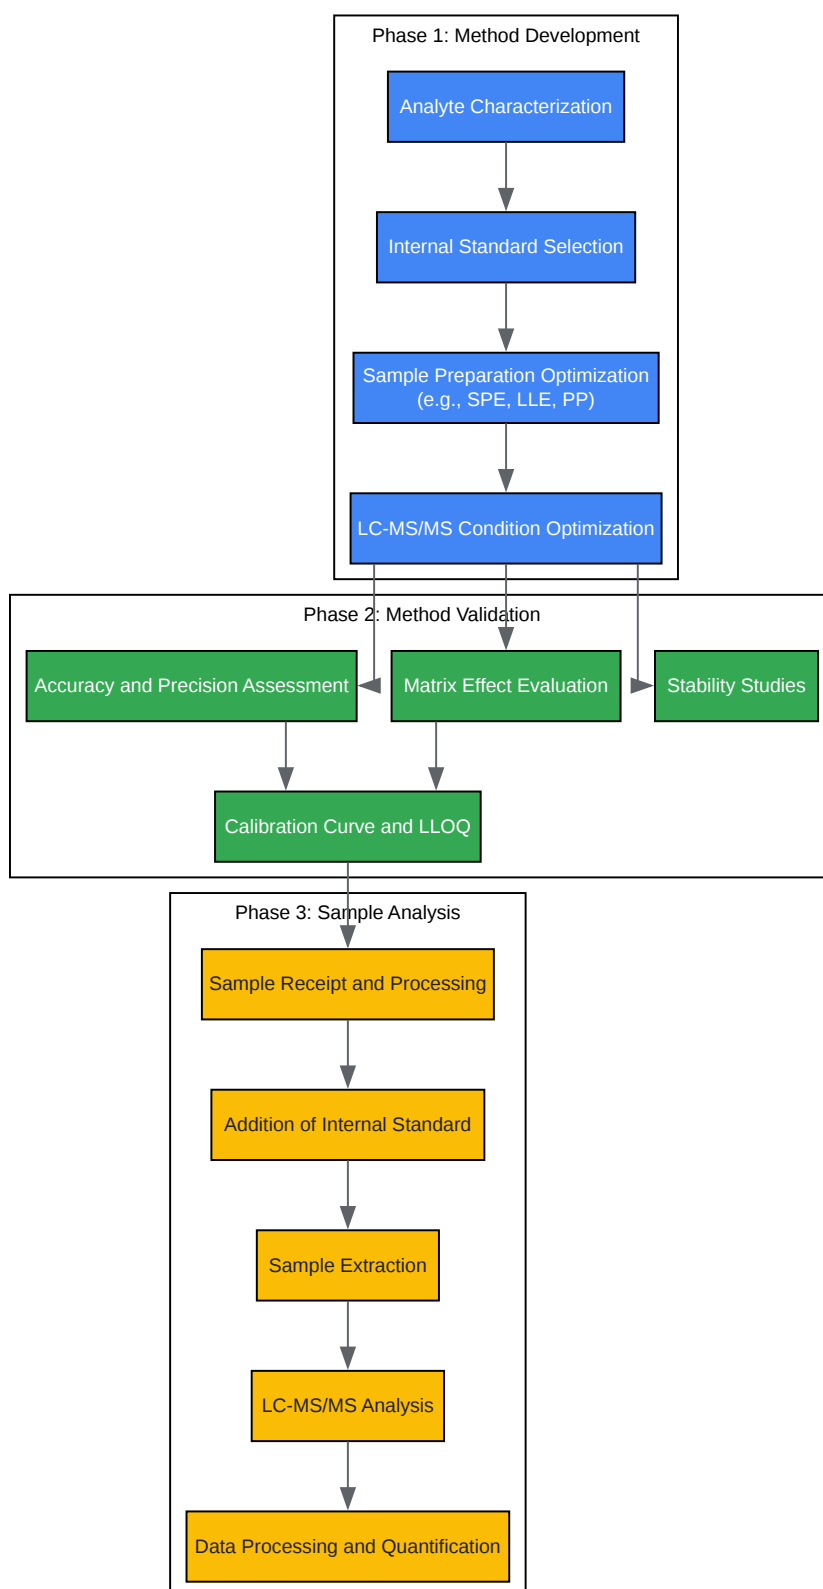 Phase 1: Method Development
Analyte Characterization
Internal Standard Selection
Sample Preparation Optimization
(e.g., SPE, LLE, PP)
LC-MS/MS Condition Optimization
Phase 2: Method Validation
Accuracy and Precision Assessment
Matrix Effect Evaluation
Stability Studies
Calibration Curve and LLOQ
Phase 3: Sample Analysis
Sample Receipt and Processing
Addition of Internal Standard
Sample Extraction
LC-MS/MS Analysis
Data Processing and Quantification